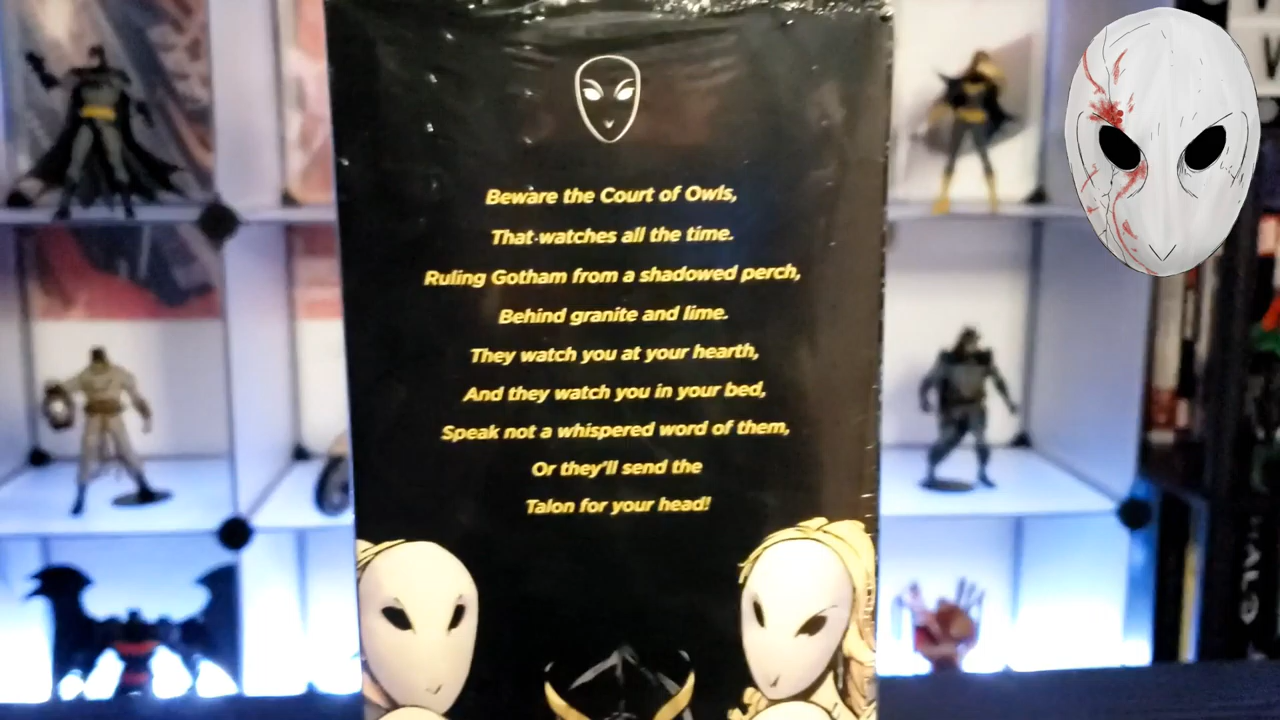 Beware the Court of Owls,
That watches all the time.
Ruling Gotham from a shadowed perch,
Behind granite and lime.
They watch you at your hearth,
And they watch you in your bed,
Speak not a whispered word of them,
Or they'll send the
Talon for your head!
HALO